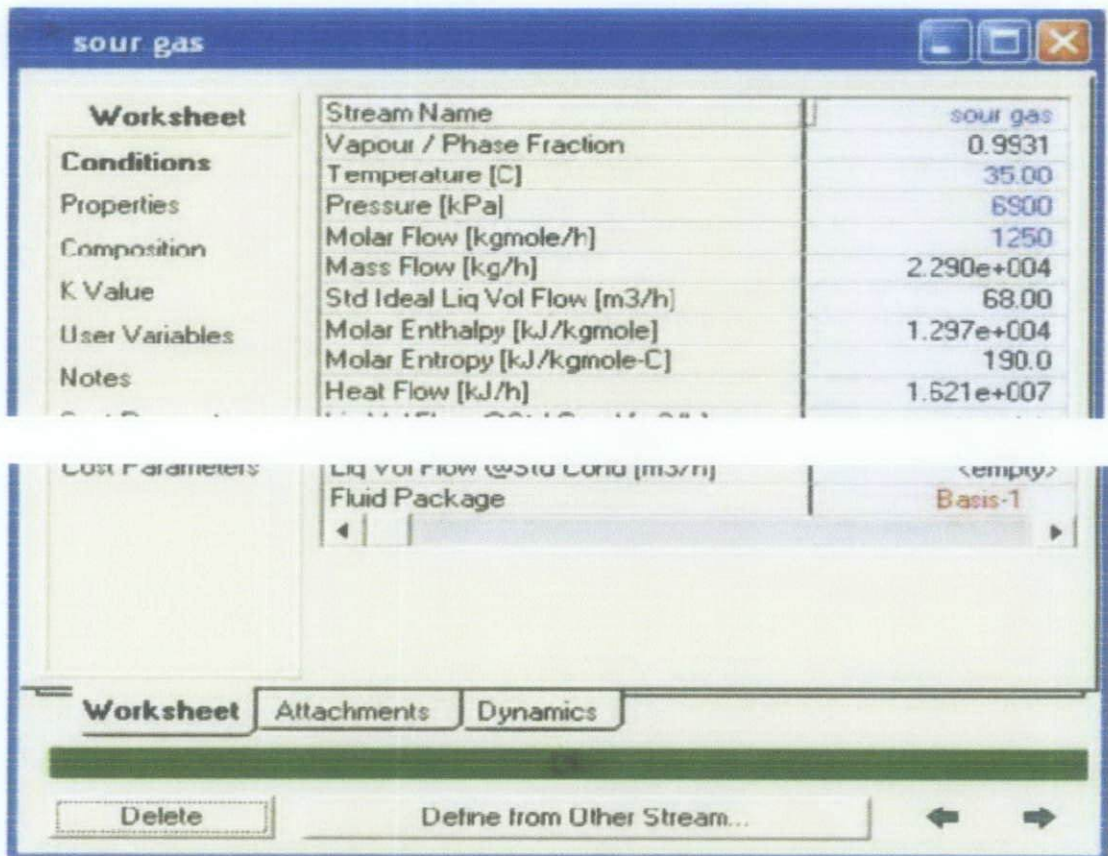 sour gas
Worksheet
Conditions
Properties
Composition
K Value
User Variables
Notes
Stream Name sour gas
Vapour / Phase Fraction 0.9931
Temperature [C] 35.00
Pressure [kPa] 6900
Molar Flow [kgmole/h] 1250
Mass Flow [kg/h] 2.290e+004
Std Ideal Liq Vol Flow [m3/h] 68.00
Molar Enthalpy [kJ/kgmole] 1.297e+004
Molar Entropy [kJ/kgmole-C] 190.0
Heat Flow [kJ/h] 1.621e+007
Cost Parameters
Liq Vol Flow @Std Cond [m3/h] <empty>
Fluid Package Basis-1
Worksheet Attachments Dynamics
Delete Define from Other Stream...